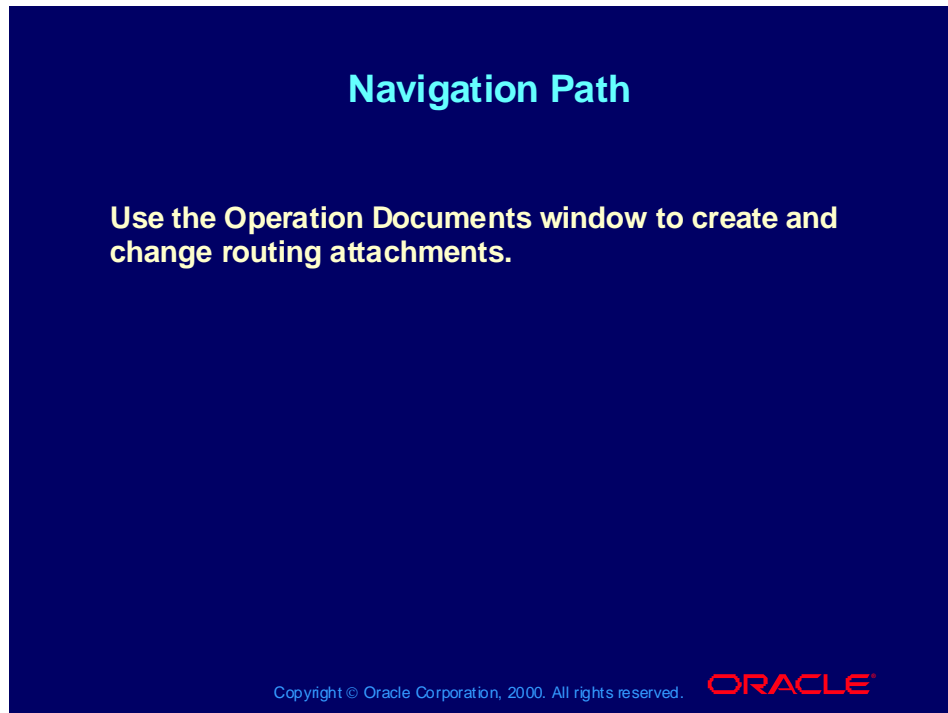 Navigation Path
Use the Operation Documents window to create and
change routing attachments.
Copyright © Oracle Corporation, 2000. All rights reserved.
ORACLE®